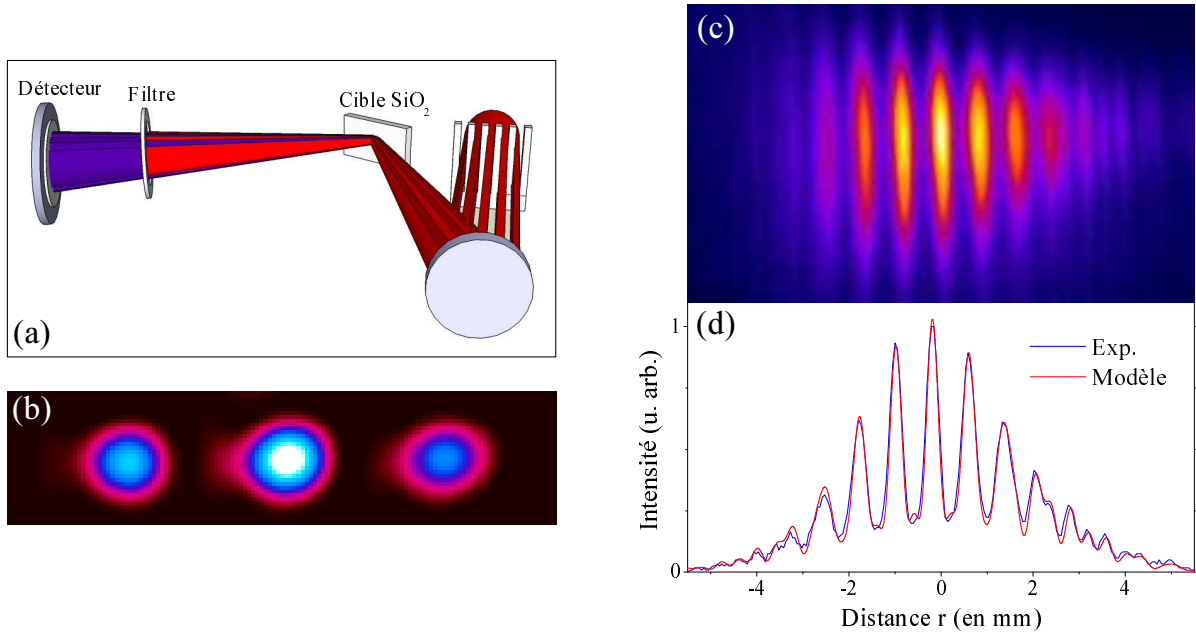 Détecteur
Filtre
Cible SiO₂
(a)
(b)
(c)
(d)
1
Exp.
Modèle
Intensité (u. arb.)
0
-4 -2 0 2 4
Distance r (en mm)